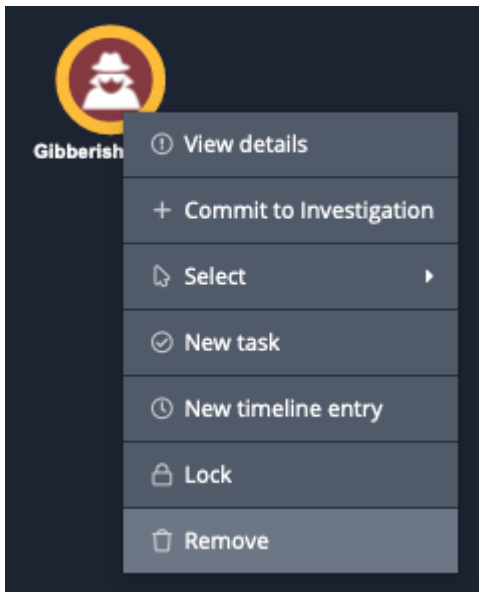 Gibberish
View details
Commit to Investigation
Select
New task
New timeline entry
Lock
Remove